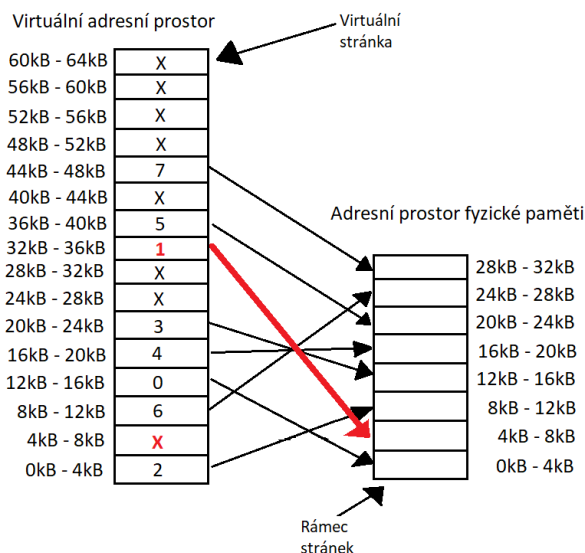 Virtuální adresní prostor
Virtuální
stránka
60kB - 64kB X
56kB - 60kB X
52kB - 56kB X
48kB - 52kB X
44kB - 48kB 7
40kB - 44kB X
36kB - 40kB 5
32kB - 36kB 1
28kB - 32kB X
24kB - 28kB X
20kB - 24kB 3
16kB - 20kB 4
12kB - 16kB 0
8kB - 12kB 6
4kB - 8kB X
0kB - 4kB 2
Adresní prostor fyzické paměti
28kB - 32kB
24kB - 28kB
20kB - 24kB
16kB - 20kB
12kB - 16kB
8kB - 12kB
4kB - 8kB
0kB - 4kB
Rámec
stránek